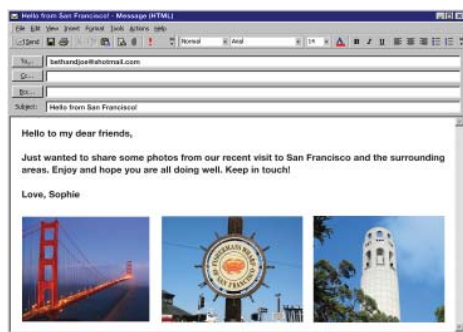 Hello from San Francisco! - Message (HTML)
File Edit View Insert Format Tools Actions Help
Send Normal Arial 14 A B I U
To...
bethandjoe@shotmail.com
Cc...
Bcc...
Subject: Hello from San Francisco!
Hello to my dear friends,
Just wanted to share some photos from our recent visit to San Francisco and the surrounding
areas. Enjoy and hope you are all doing well. Keep in touch!
Love, Sophie
FISHERMAN'S WHARF
OF SAN FRANCISCO